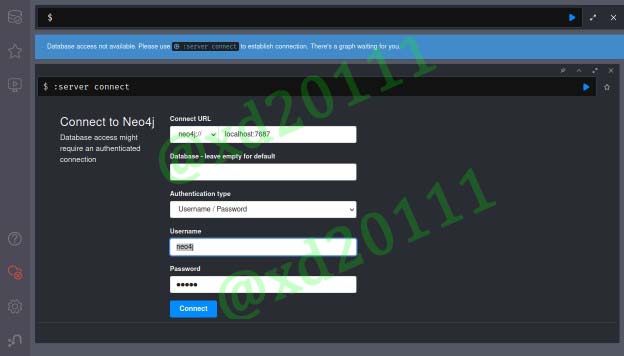 $
Database access not available. Please use :server connect to establish connection. There's a graph waiting for you.
$ :server connect
Connect to Neo4j
Database access might
require an authenticated
connection
Connect URL
neo4j:// localhost:7687
Database - leave empty for default
Authentication type
Username / Password
Username
neo4j
Password
•••••
Connect
@xd20111
@xd20111